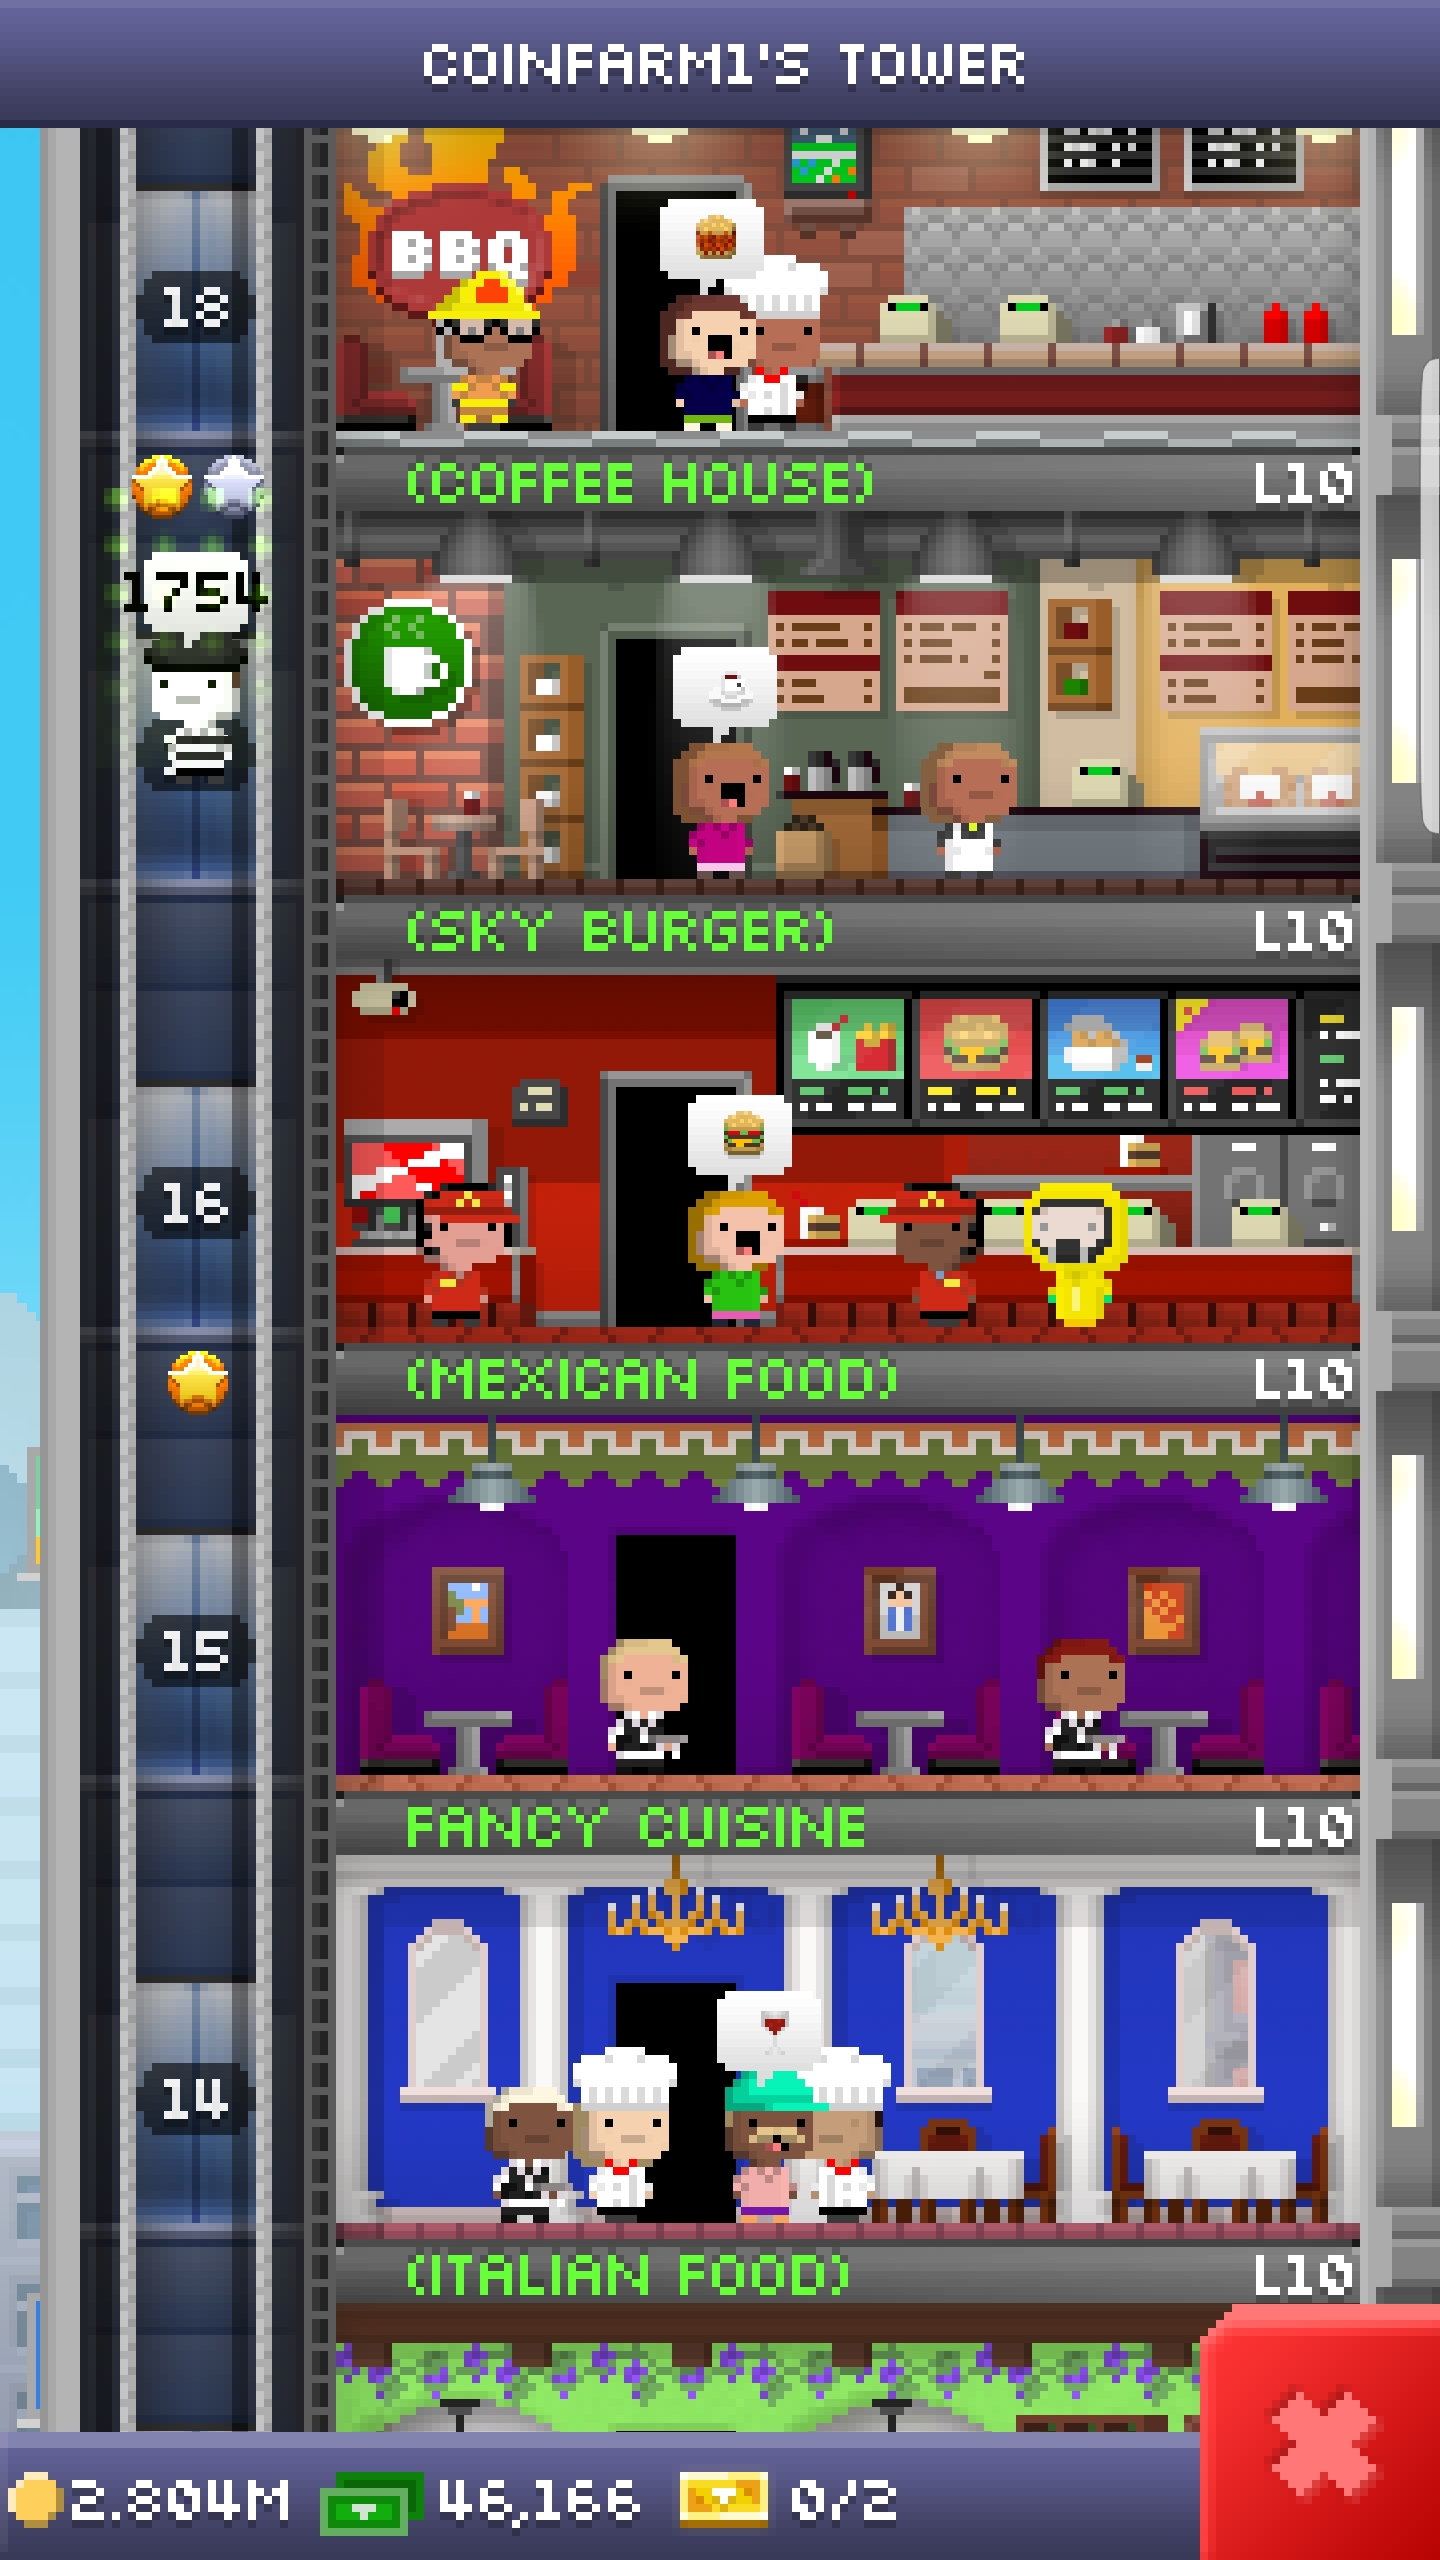 COINFARM1'S TOWER
BBQ
18
(COFFEE HOUSE) L10
1754
(SKY BURGER) L10
16
(MEXICAN FOOD) L10
15
FANCY CUISINE L10
14
(ITALIAN FOOD) L10
2.804M 46,166 0/2